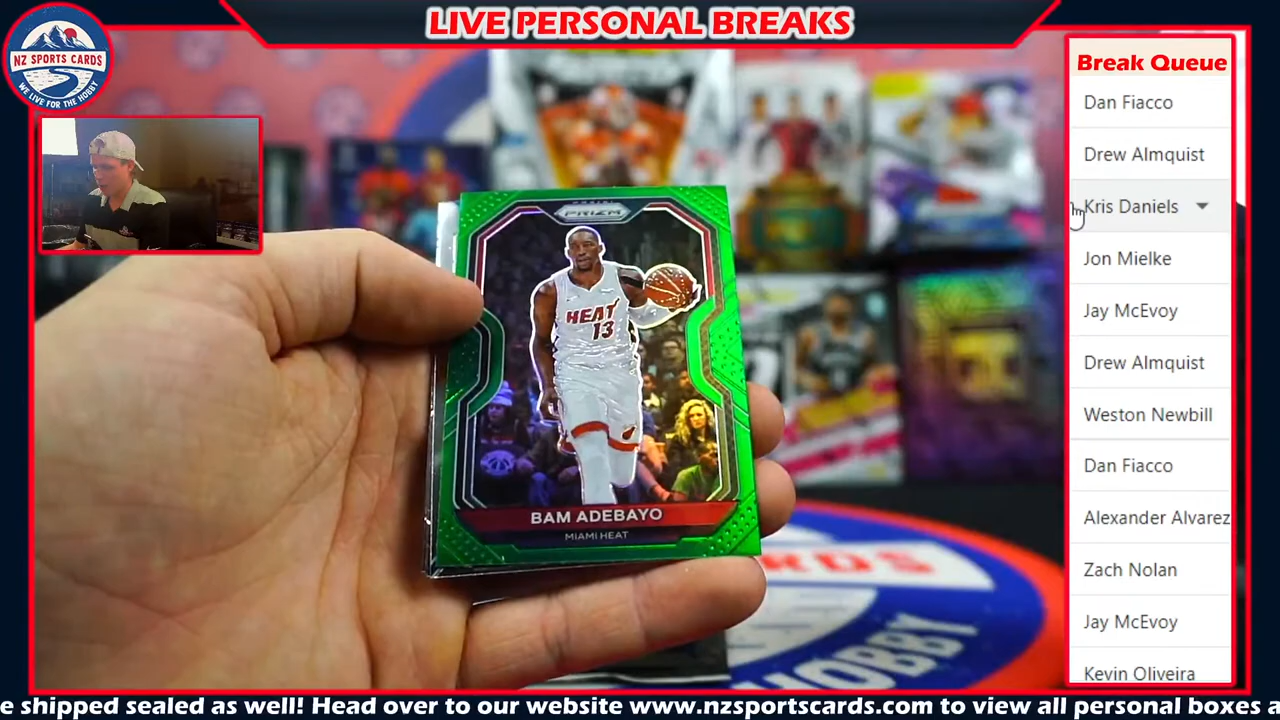 LIVE PERSONAL BREAKS
NZ SPORTS CARDS
WE LIVE FOR THE HOBBY
Break Queue
Dan Fiacco
Drew Almquist
Kris Daniels
Jon Mielke
Jay McEvoy
Drew Almquist
Weston Newbill
Dan Fiacco
Alexander Alvarez
Zach Nolan
Jay McEvoy
Kevin Oliveira
PANINI
PRIZM
HEAT
13
BAM ADEBAYO
MIAMI HEAT
CARDS
HOBBY
e shipped sealed as well! Head over to our website www.nzsportscards.com to view all personal boxes a